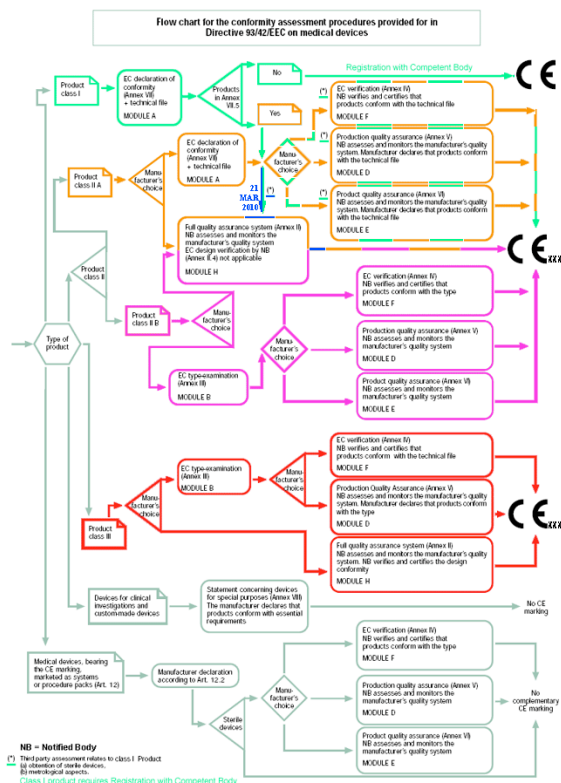 Flow chart for the conformity assessment procedures provided for in
Directive 93/42/EEC on medical devices
Product
class I
EC declaration of
conformity
(Annex VII)
+ technical file
MODULE A
Products
in Annex
VII.5
No
Registration with Competent Body
CE
Yes
(*)
EC verification (Annex IV)
NB verifies and certifies that
products conform with the technical file
MODULE F
Product
class II A
Manufacturer's
choice
EC declaration of
conformity
(Annex VII)
+ technical file
MODULE A
Manu-
facturer's
choice
(*)
Production quality assurance (Annex V)
NB assesses and monitors the manufacturer's quality
system. Manufacturer declares that products conform
with the technical file
MODULE D
21
MAR
2010
(*)
(*)
Product quality assurance (Annex VI)
NB assesses and monitors the manufacturer's quality
system. Manufacturer declares that products conform
with the technical file
MODULE E
Full quality assurance system (Annex II)
NB assesses and monitors the
manufacturer's quality system
EC design verification by NB
(Annex II.4) not applicable
MODULE H
CE xxx
Product
class II
Product
class II B
Manu-
facturer's
choice
EC type-examination
(Annex III)
MODULE B
Manu-
facturer's
choice
EC verification (Annex IV)
NB verifies and certifies that
products conform with the type
MODULE F
Production quality assurance (Annex V)
NB assesses and monitors the
manufacturer's quality system
MODULE D
Product quality assurance (Annex VI)
NB assesses and monitors the
manufacturer's quality system
MODULE E
Type of
product
Product
class III
Manu-
facturer's
choice
EC type-examination
(Annex III)
MODULE B
Manu-
facturer's
choice
EC verification (Annex IV)
NB verifies and certifies that
products conform with the technical file
MODULE F
Production Quality Assurance (Annex V)
NB assesses and monitors the manufacturer's quality
system. Manufacturer declares that products conform
with the type
MODULE D
Full quality assurance system (Annex II)
NB assesses and monitors the manufacturer's quality
system. NB verifies and certifies the design
conformity
MODULE H
CE xxx
Devices for clinical
investigations and
custom-made devices
Statement concerning devices
for special purposes (Annex VIII)
The manufacturer declares that
products conform with essential
requirements
No CE
marking
Medical devices, bearing
the CE marking,
marketed as systems
or procedure packs (Art. 12)
Manufacturer declaration
according to Art. 12.2
Sterile
devices
Manu-
facturer's
choice
EC verification (Annex IV)
NB verifies and certifies that
products conform with the type
MODULE F
Production quality assurance (Annex V)
NB assesses and monitors the
manufacturer's quality system
MODULE D
Product quality assurance (Annex VI)
NB assesses and monitors the
manufacturer's quality system
MODULE E
No
complementary
CE marking
NB = Notified Body
(*) Third party assessment relates to class I Product
(a) obtention of sterile devices,
(b) metrological aspects.
Class I product requires Registration with Competent Body